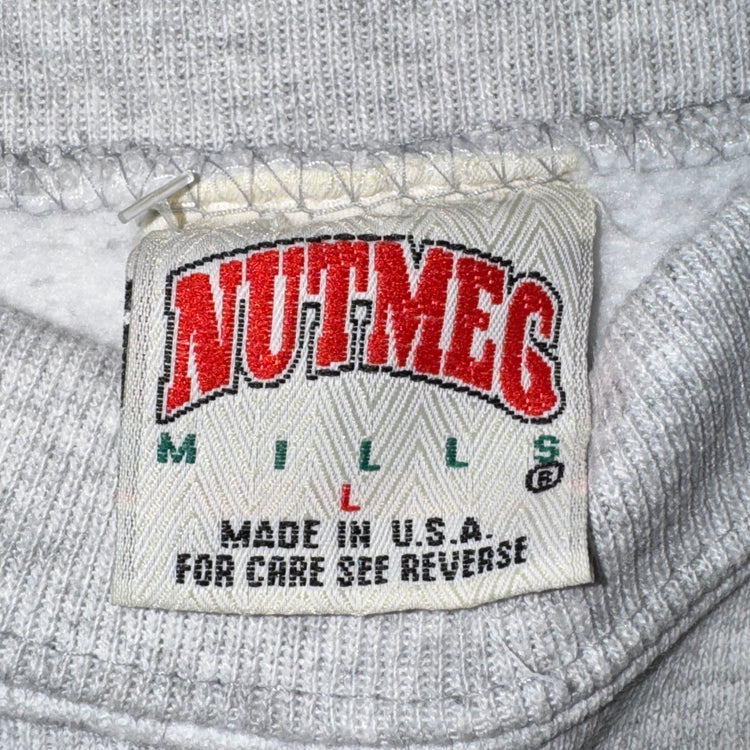 NUTMEG
MILLS
®
L
MADE IN U.S.A.
FOR CARE SEE REVERSE